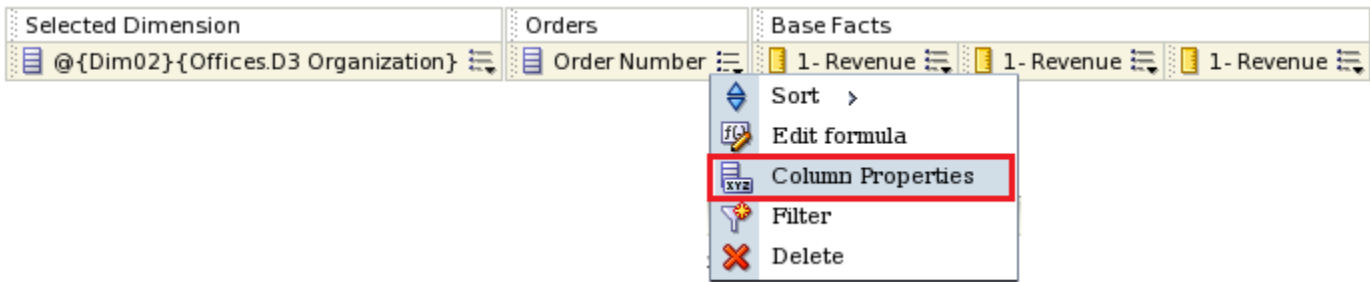 Selected Dimension Orders Base Facts
@{Dim02}{Offices.D3 Organization} Order Number 1- Revenue 1- Revenue 1- Revenue
Sort >
Edit formula
Column Properties
Filter
Delete